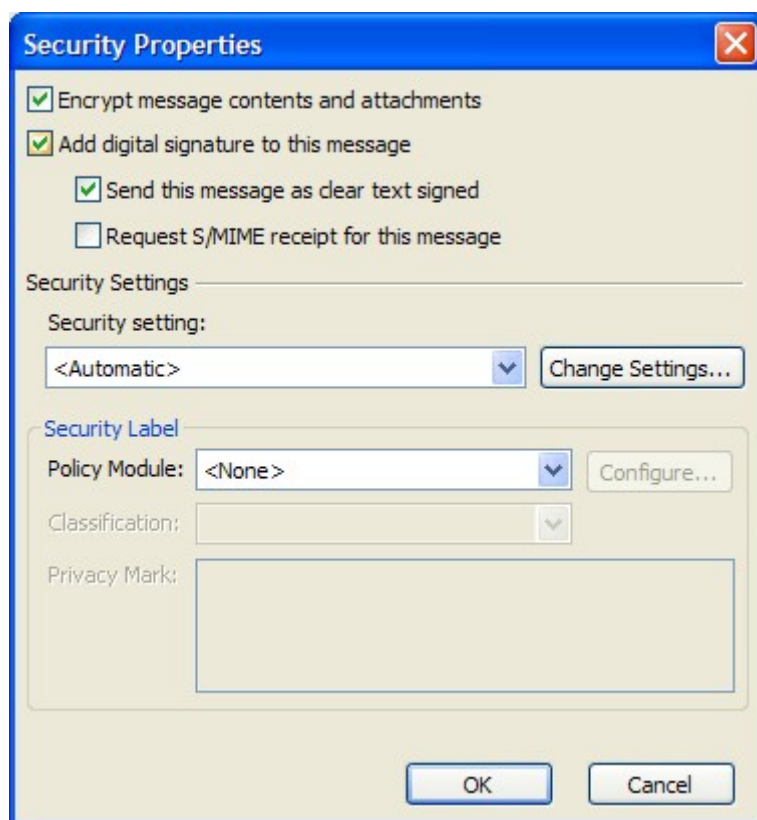 Security Properties
Encrypt message contents and attachments
Add digital signature to this message
Send this message as clear text signed
Request S/MIME receipt for this message
Security Settings
Security setting:
<Automatic> Change Settings...
Security Label
Policy Module: <None> Configure...
Classification:
Privacy Mark:
OK Cancel